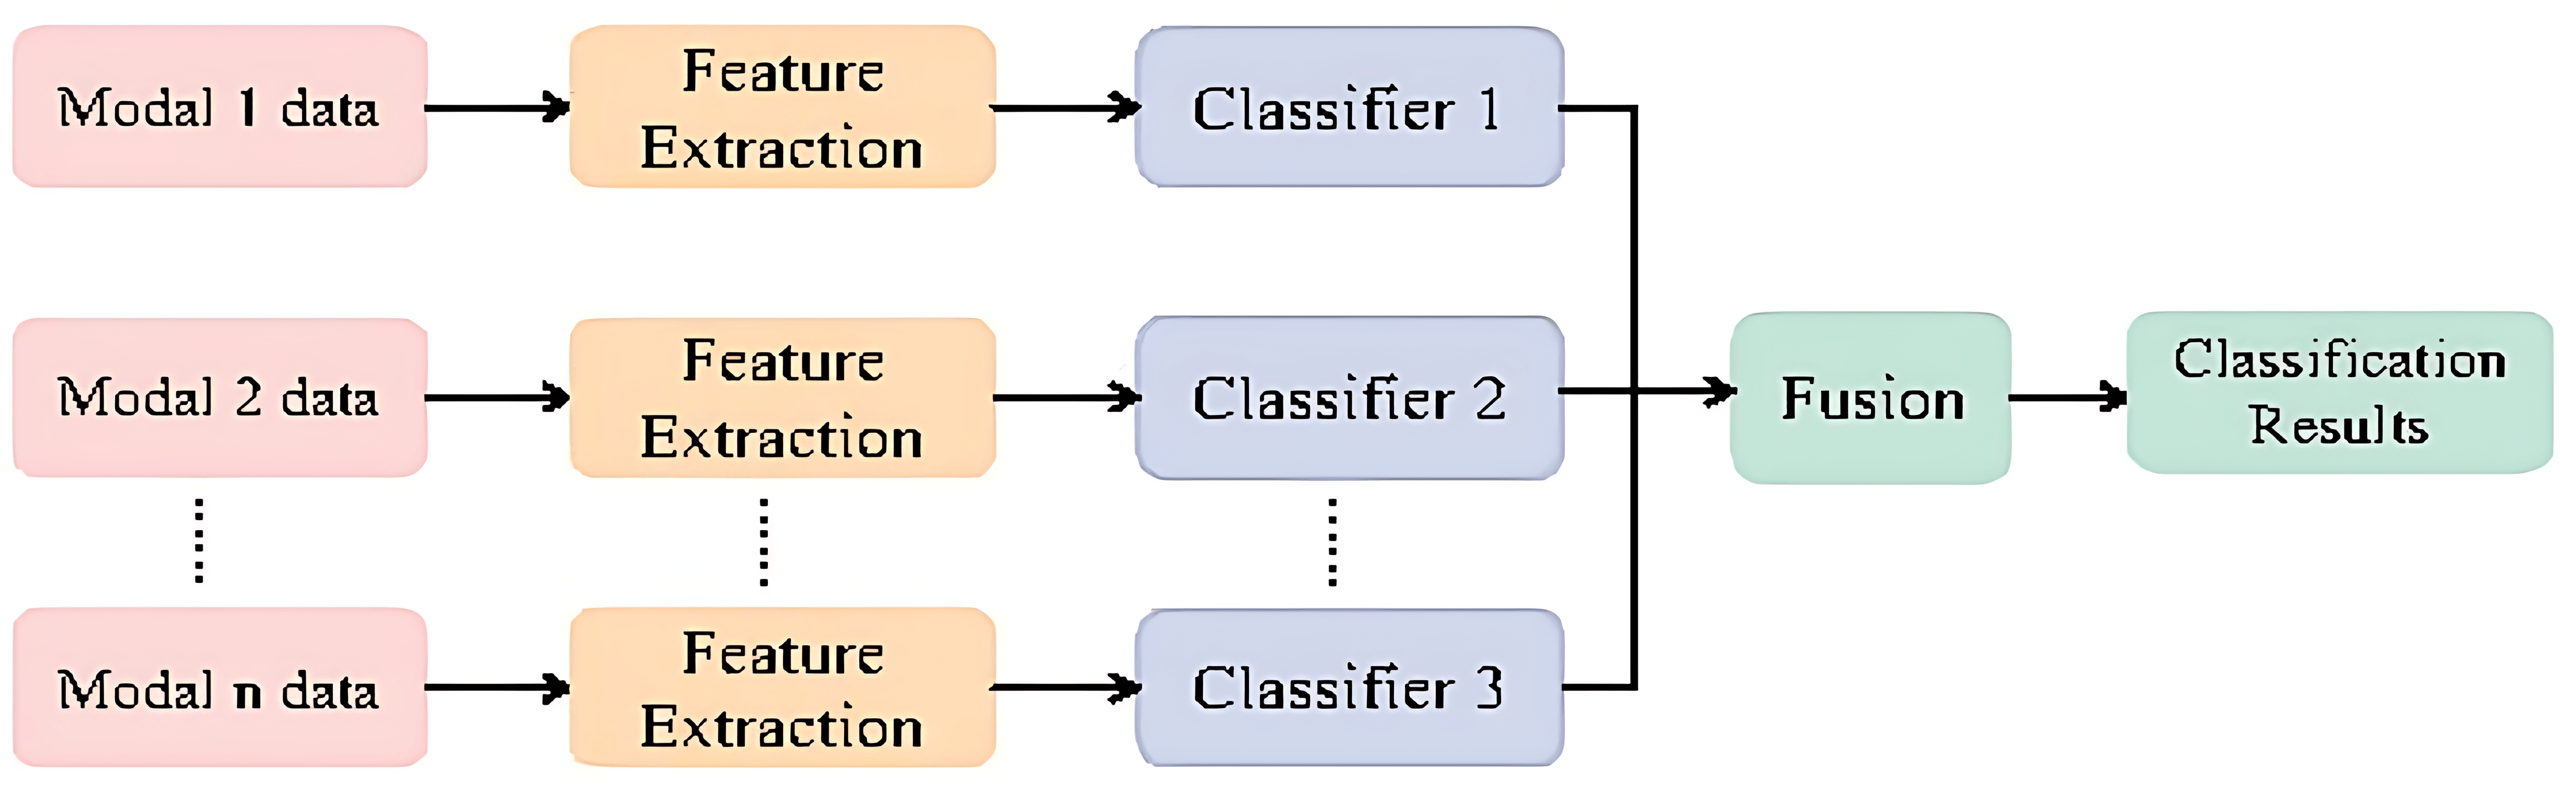 Modal 1 data
Feature
Extraction
Classifier 1
Modal 2 data
Feature
Extraction
Classifier 2
Fusion
Classification
Results
Modal n data
Feature
Extraction
Classifier 3